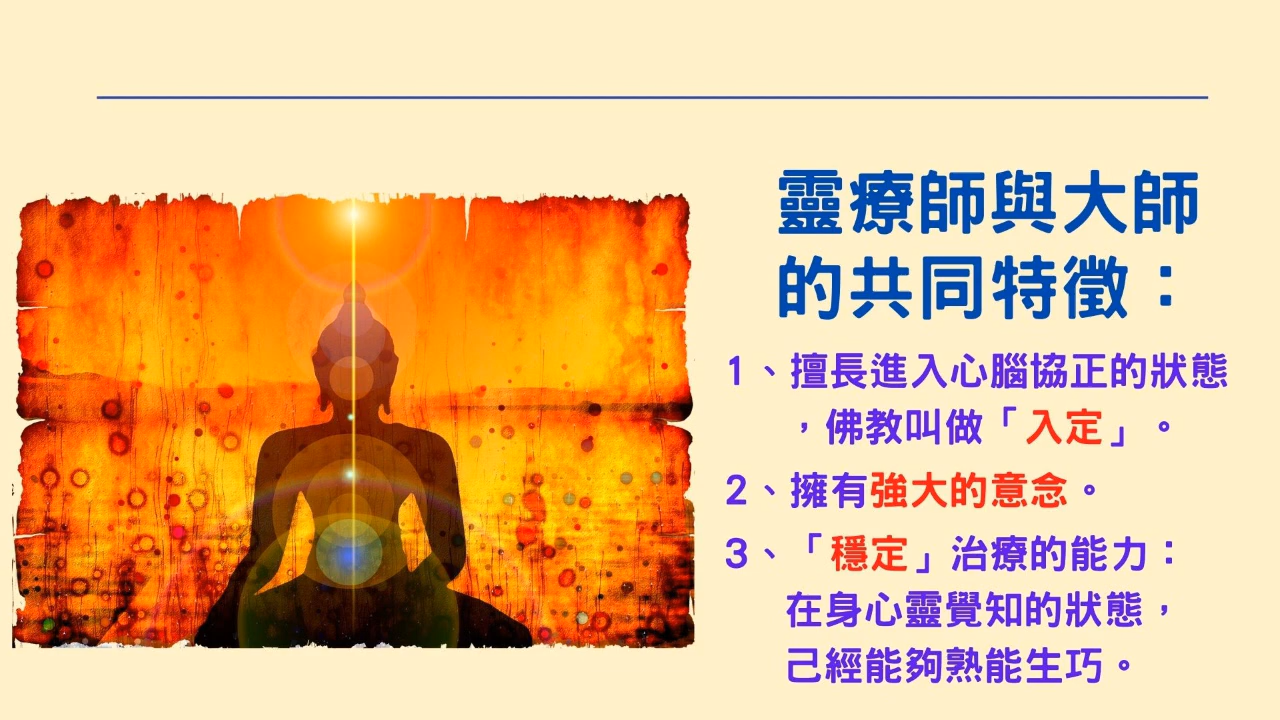 靈療師與大師
的共同特徵：
1、擅長進入心腦協正的狀態
，佛教叫做「入定」。
2、擁有強大的意念。
3、「穩定」治療的能力：
在身心靈覺知的狀態，
己經能夠熟能生巧。